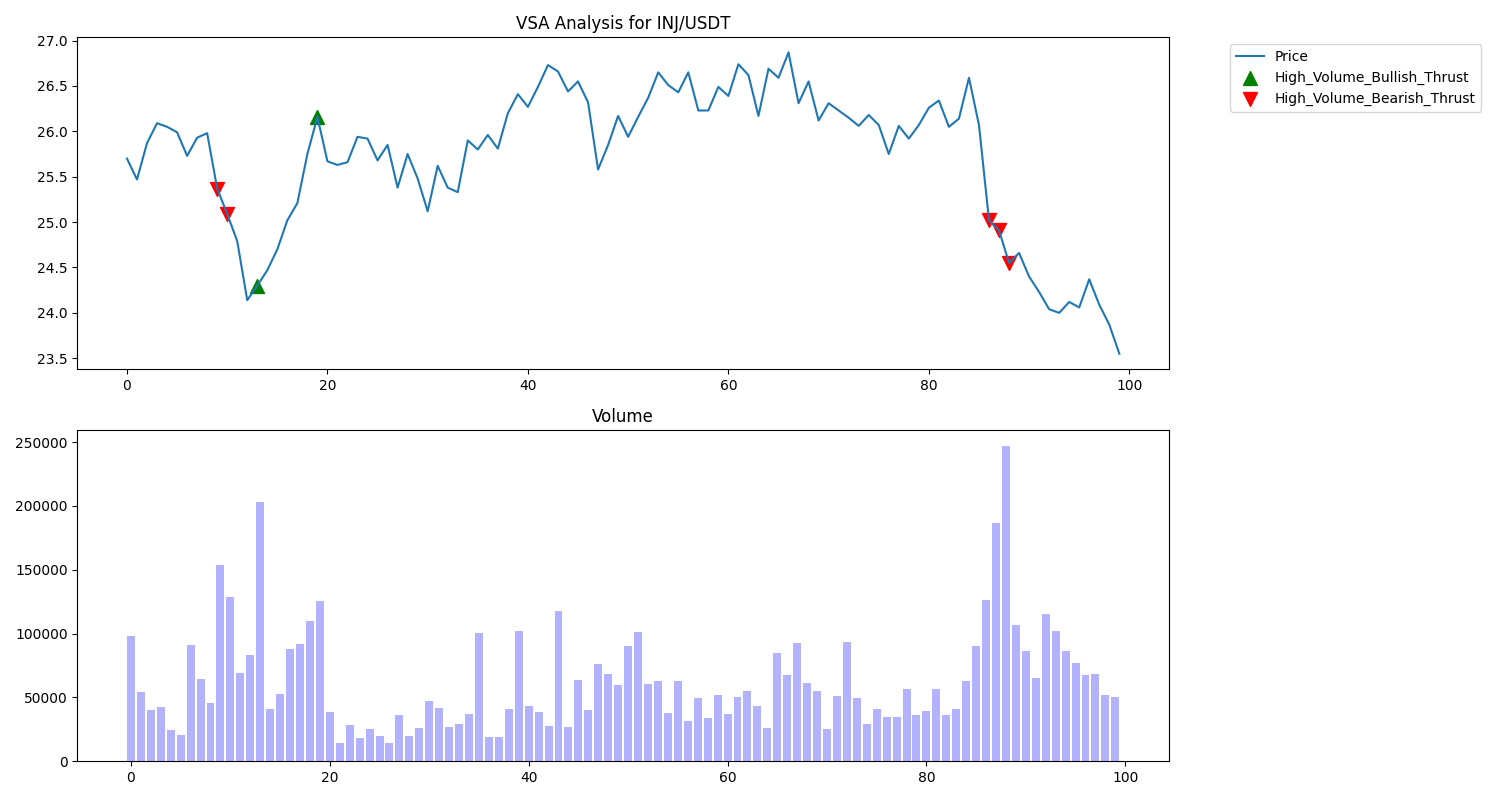 VSA Analysis for INJ/USDT
27.0
26.5
26.0
25.5
25.0
24.5
24.0
23.5
0 20 40 60 80 100
Price
High_Volume_Bullish_Thrust
High_Volume_Bearish_Thrust
Volume
250000
200000
150000
100000
50000
0
0 20 40 60 80 100